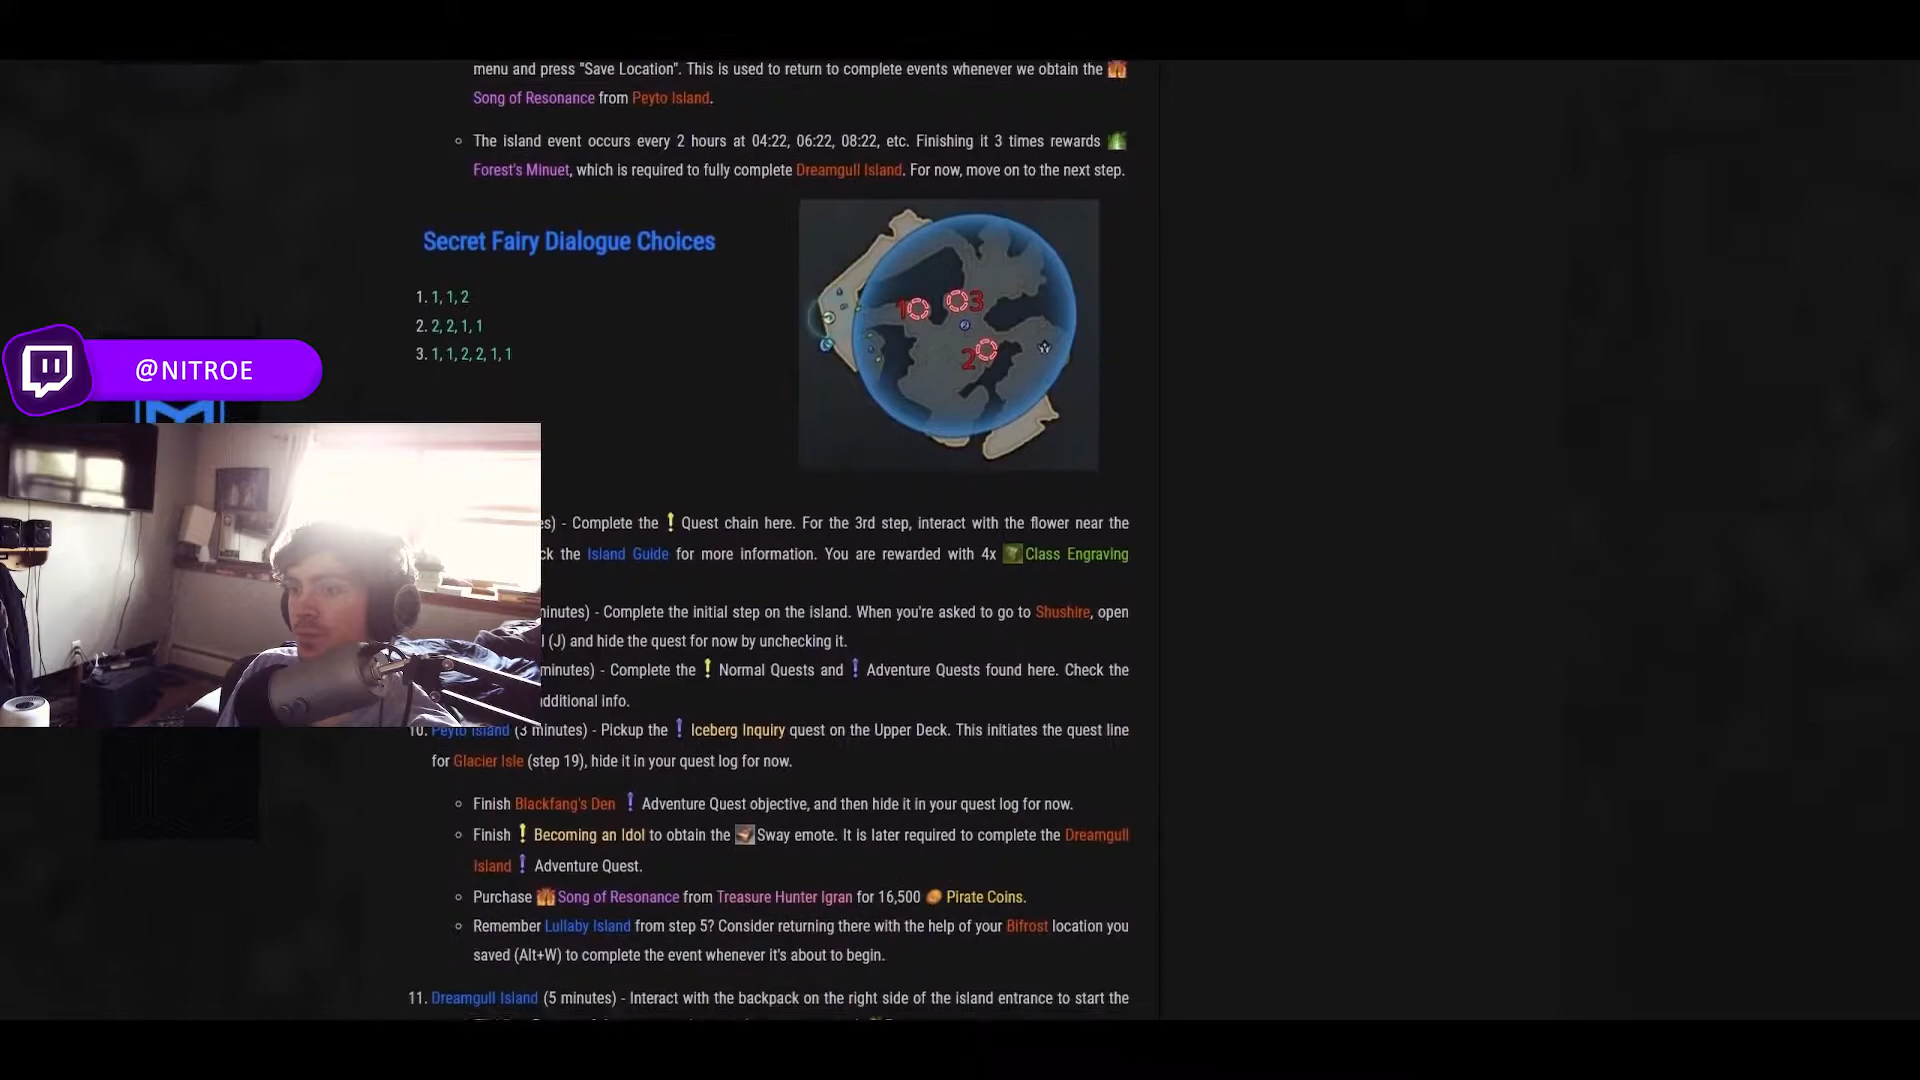 menu and press "Save Location". This is used to return to complete events whenever we obtain the
Song of Resonance from Peyto Island.
The island event occurs every 2 hours at 04:22, 06:22, 08:22, etc. Finishing it 3 times rewards
Forest's Minuet, which is required to fully complete Dreamgull Island. For now, move on to the next step.
Secret Fairy Dialogue Choices
1. 1, 1, 2
2. 2, 2, 1, 1
3. 1, 1, 2, 2, 1, 1
1
3
2
@NITROE
es) - Complete the ! Quest chain here. For the 3rd step, interact with the flower near the
ck the Island Guide for more information. You are rewarded with 4x Class Engraving
minutes) - Complete the initial step on the island. When you're asked to go to Shushire, open
(J) and hide the quest for now by unchecking it.
minutes) - Complete the ! Normal Quests and ! Adventure Quests found here. Check the
additional info.
10. Peyto Island (3 minutes) - Pickup the ! Iceberg Inquiry quest on the Upper Deck. This initiates the quest line
for Glacier Isle (step 19), hide it in your quest log for now.
Finish Blackfang's Den ! Adventure Quest objective, and then hide it in your quest log for now.
Finish ! Becoming an Idol to obtain the Sway emote. It is later required to complete the Dreamgull
Island ! Adventure Quest.
Purchase Song of Resonance from Treasure Hunter Igran for 16,500 Pirate Coins.
Remember Lullaby Island from step 5? Consider returning there with the help of your Bifrost location you
saved (Alt+W) to complete the event whenever it's about to begin.
11. Dreamgull Island (5 minutes) - Interact with the backpack on the right side of the island entrance to start the